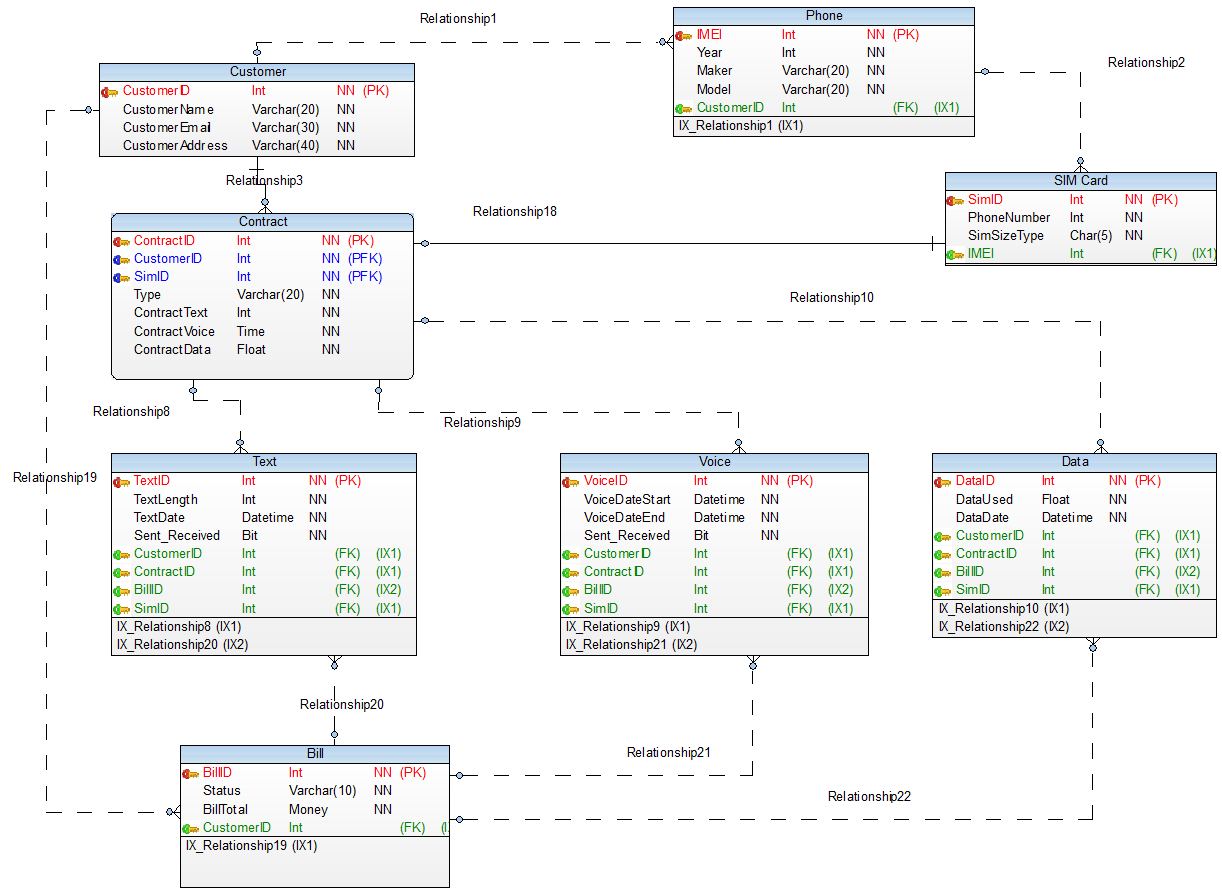 Relationship1
Phone
IMEI Int NN (PK)
Year Int NN
Maker Varchar(20) NN
Model Varchar(20) NN
CustomerID Int (FK) (IX1)
IX_Relationship1 (IX1)
Relationship2
Customer
CustomerID Int NN (PK)
CustomerName Varchar(20) NN
CustomerEmail Varchar(30) NN
CustomerAddress Varchar(40) NN
Relationship3
SIM Card
SimID Int NN (PK)
PhoneNumber Int NN
SimSizeType Char(5) NN
IMEI Int (FK) (IX1)
Relationship18
Contract
ContractID Int NN (PK)
CustomerID Int NN (PFK)
SimID Int NN (PFK)
Type Varchar(20) NN
ContractText Int NN
ContractVoice Time NN
ContractData Float NN
Relationship10
Relationship8
Relationship9
Relationship19
Text
TextID Int NN (PK)
TextLength Int NN
TextDate Datetime NN
Sent_Received Bit NN
CustomerID Int (FK) (IX1)
ContractID Int (FK) (IX1)
BillID Int (FK) (IX2)
SimID Int (FK) (IX1)
IX_Relationship8 (IX1)
IX_Relationship20 (IX2)
Voice
VoiceID Int NN (PK)
VoiceDateStart Datetime NN
VoiceDateEnd Datetime NN
Sent_Received Bit NN
CustomerID Int (FK) (IX1)
ContractID Int (FK) (IX1)
BillID Int (FK) (IX2)
SimID Int (FK) (IX1)
IX_Relationship9 (IX1)
IX_Relationship21 (IX2)
Data
DataID Int NN (PK)
DataUsed Float NN
DataDate Datetime NN
CustomerID Int (FK) (IX1)
ContractID Int (FK) (IX1)
BillID Int (FK) (IX2)
SimID Int (FK) (IX1)
IX_Relationship10 (IX1)
IX_Relationship22 (IX2)
Relationship20
Relationship21
Relationship22
Bill
BillID Int NN (PK)
Status Varchar(10) NN
BillTotal Money NN
CustomerID Int (FK) (I
IX_Relationship19 (IX1)